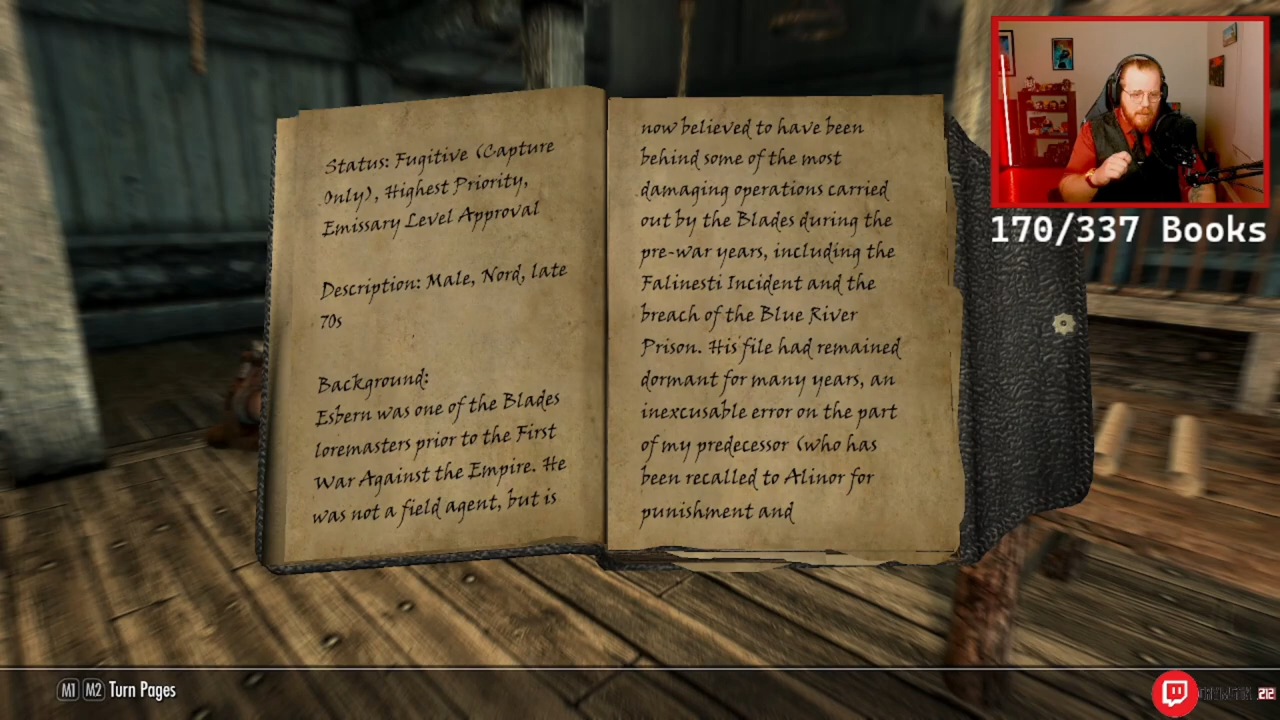 Status: Fugitive (Capture
Only), Highest Priority,
Emissary Level Approval
Description: Male, Nord, late
70s
Background:
Esbern was one of the Blades
loremasters prior to the First
War Against the Empire. He
was not a field agent, but is
now believed to have been
behind some of the most
damaging operations carried
out by the Blades during the
pre-war years, including the
Falinesti Incident and the
breach of the Blue River
Prison. His file had remained
dormant for many years, an
inexcusable error on the part
of my predecessor (who has
been recalled to Alinor for
punishment and
170/337 Books
M1 M2 Turn Pages
212